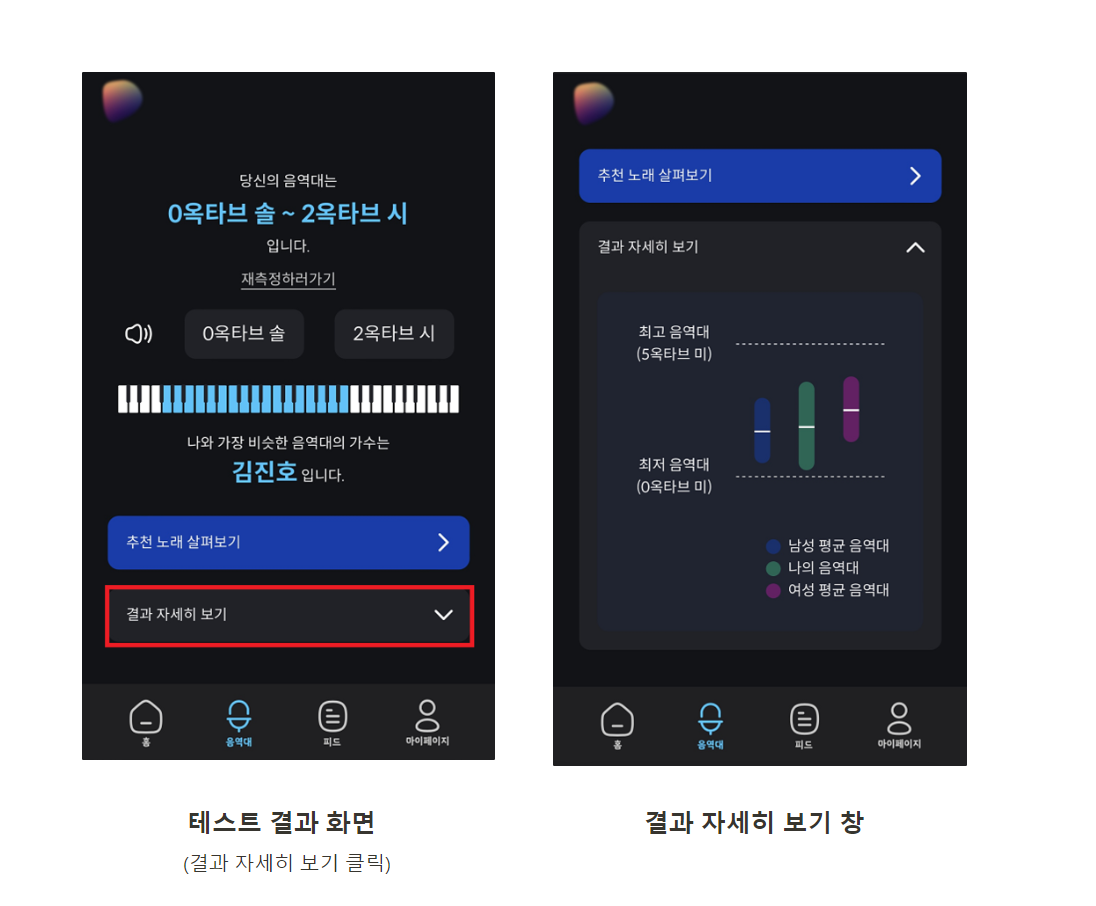 당신의 음역대는
0옥타브 솔 ~ 2옥타브 시
입니다.
재측정하러가기
0옥타브 솔
2옥타브 시
나와 가장 비슷한 음역대의 가수는
김진호 입니다.
추천 노래 살펴보기
결과 자세히 보기
홈
음역대
피드
마이페이지
테스트 결과 화면
(결과 자세히 보기 클릭)
추천 노래 살펴보기
결과 자세히 보기
최고 음역대
(5옥타브 미)
최저 음역대
(0옥타브 미)
남성 평균 음역대
나의 음역대
여성 평균 음역대
홈
음역대
피드
마이페이지
결과 자세히 보기 창